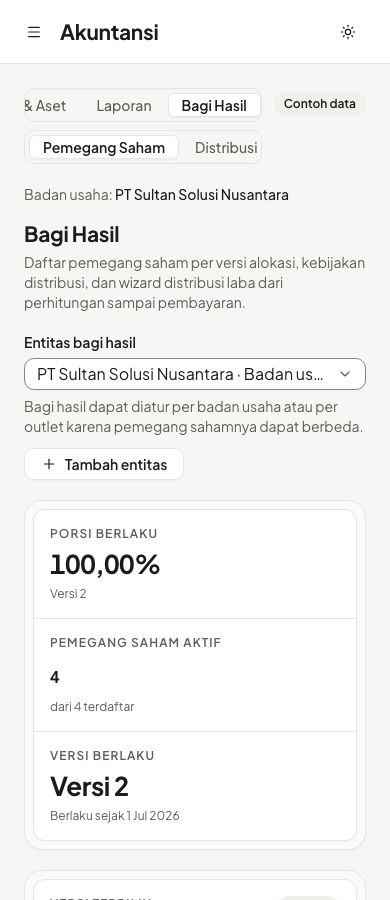 Akuntansi
& Aset Laporan Bagi Hasil Contoh data
Pemegang Saham Distribusi
Badan usaha: PT Sultan Solusi Nusantara
Bagi Hasil
Daftar pemegang saham per versi alokasi, kebijakan
distribusi, dan wizard distribusi laba dari
perhitungan sampai pembayaran.
Entitas bagi hasil
PT Sultan Solusi Nusantara · Badan us...
Bagi hasil dapat diatur per badan usaha atau per
outlet karena pemegang sahamnya dapat berbeda.
Tambah entitas
PORSI BERLAKU
100,00%
Versi 2
PEMEGANG SAHAM AKTIF
4
dari 4 terdaftar
VERSI BERLAKU
Versi 2
Berlaku sejak 1 Jul 2026